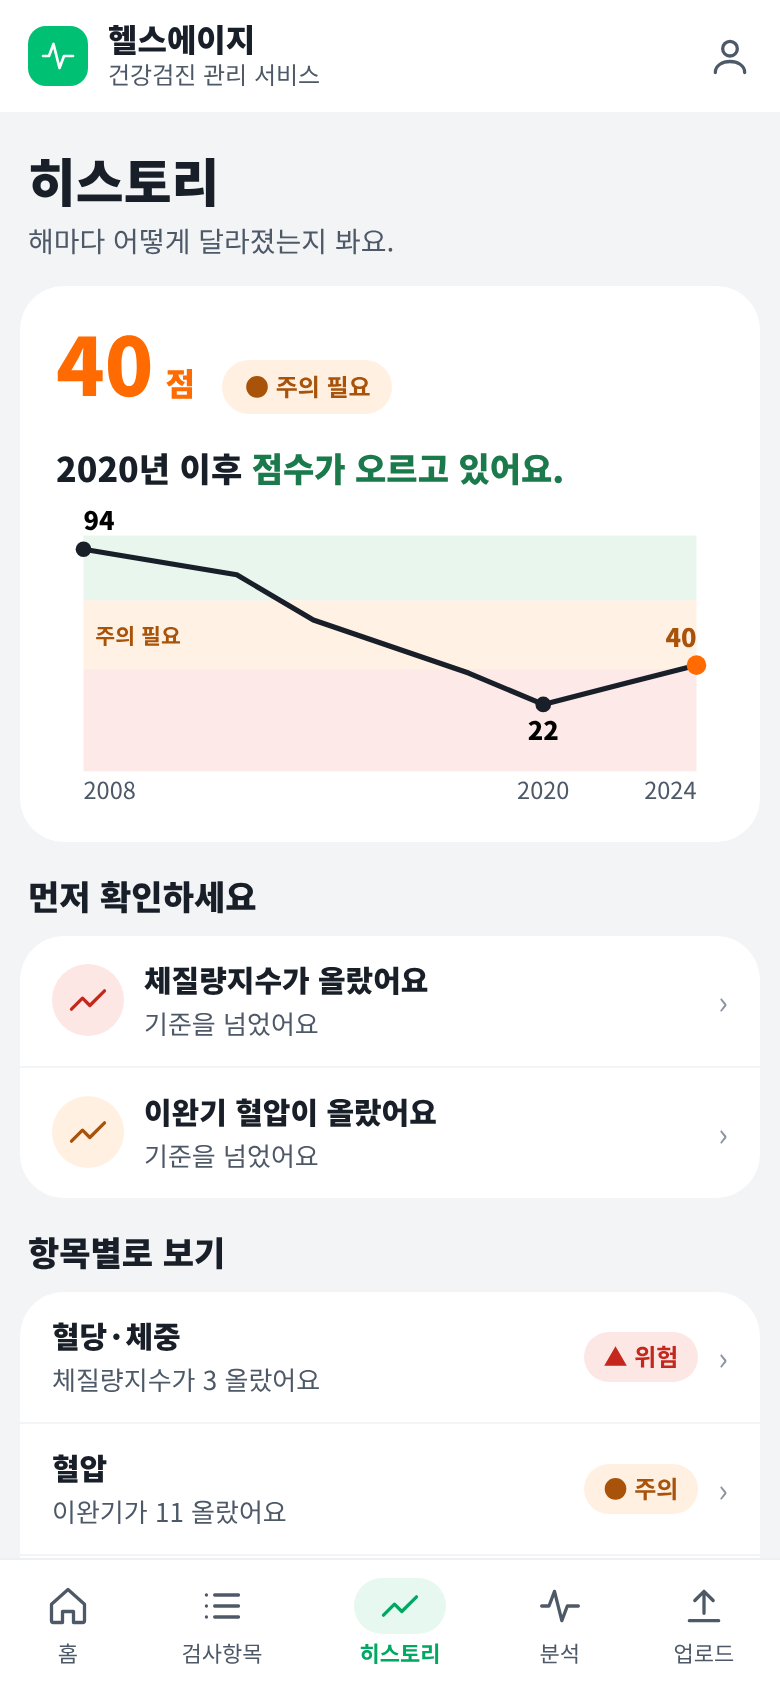 헬스에이지
건강검진 관리 서비스
히스토리
해마다 어떻게 달라졌는지 봐요.
40 점 주의 필요
2020년 이후 점수가 오르고 있어요.
94
주의 필요
40
22
2008 2020 2024
먼저 확인하세요
체질량지수가 올랐어요
기준을 넘었어요
이완기 혈압이 올랐어요
기준을 넘었어요
항목별로 보기
혈당·체중
체질량지수가 3 올랐어요
위험
혈압
이완기가 11 올랐어요
주의
홈 검사항목 히스토리 분석 업로드